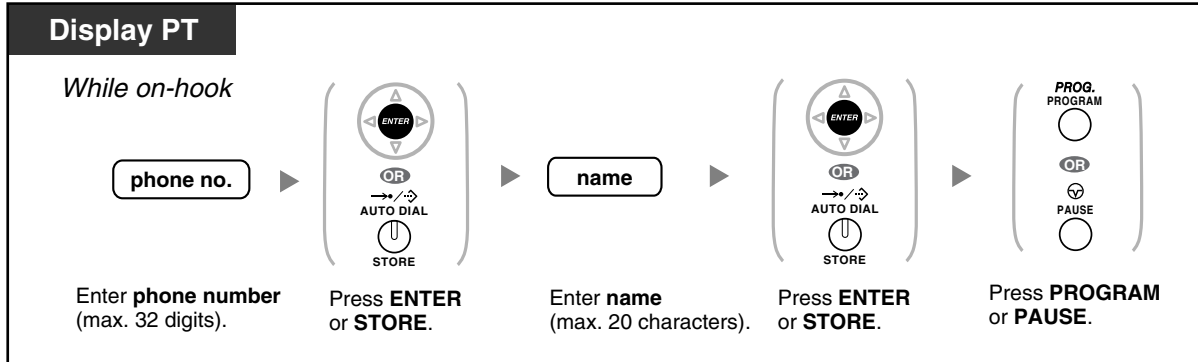 Display PT
While on-hook
phone no.
ENTER
OR
AUTO DIAL
STORE
name
ENTER
OR
AUTO DIAL
STORE
PROG.
PROGRAM
OR
PAUSE
Enter phone number
(max. 32 digits).
Press ENTER
or STORE.
Enter name
(max. 20 characters).
Press ENTER
or STORE.
Press PROGRAM
or PAUSE.